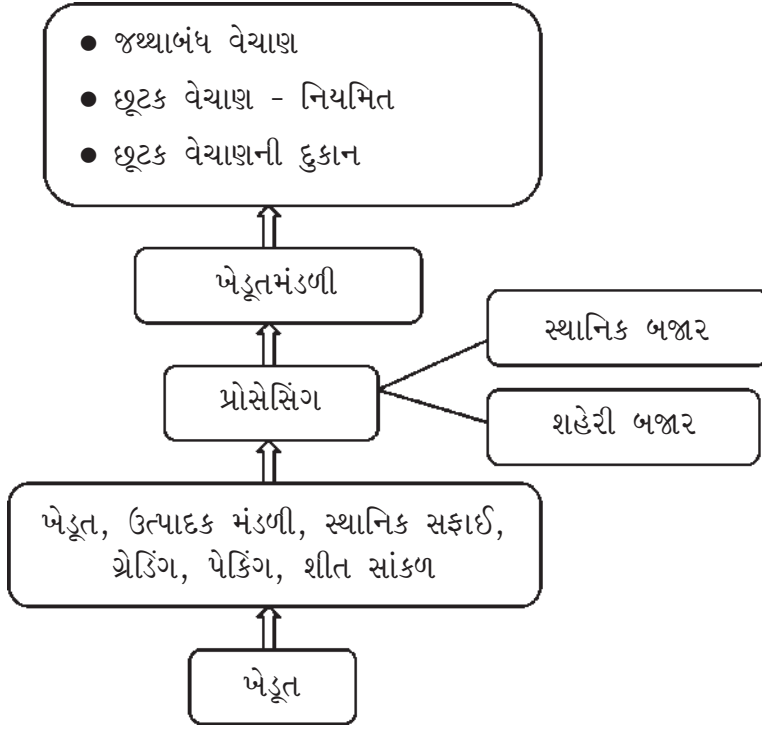 ● જથ્થાબંધ વેચાણ
● છૂટક વેચાણ - નિયમિત
● છૂટક વેચાણની દુકાન
ખેડૂતમંડળી
સ્થાનિક બજાર
પ્રોસેસિંગ
શહેરી બજાર
ખેડૂત, ઉત્પાદક મંડળી, સ્થાનિક સફાઈ,
ગ્રેડિંગ, પેકિંગ, શીત સાંકળ
ખેડૂત